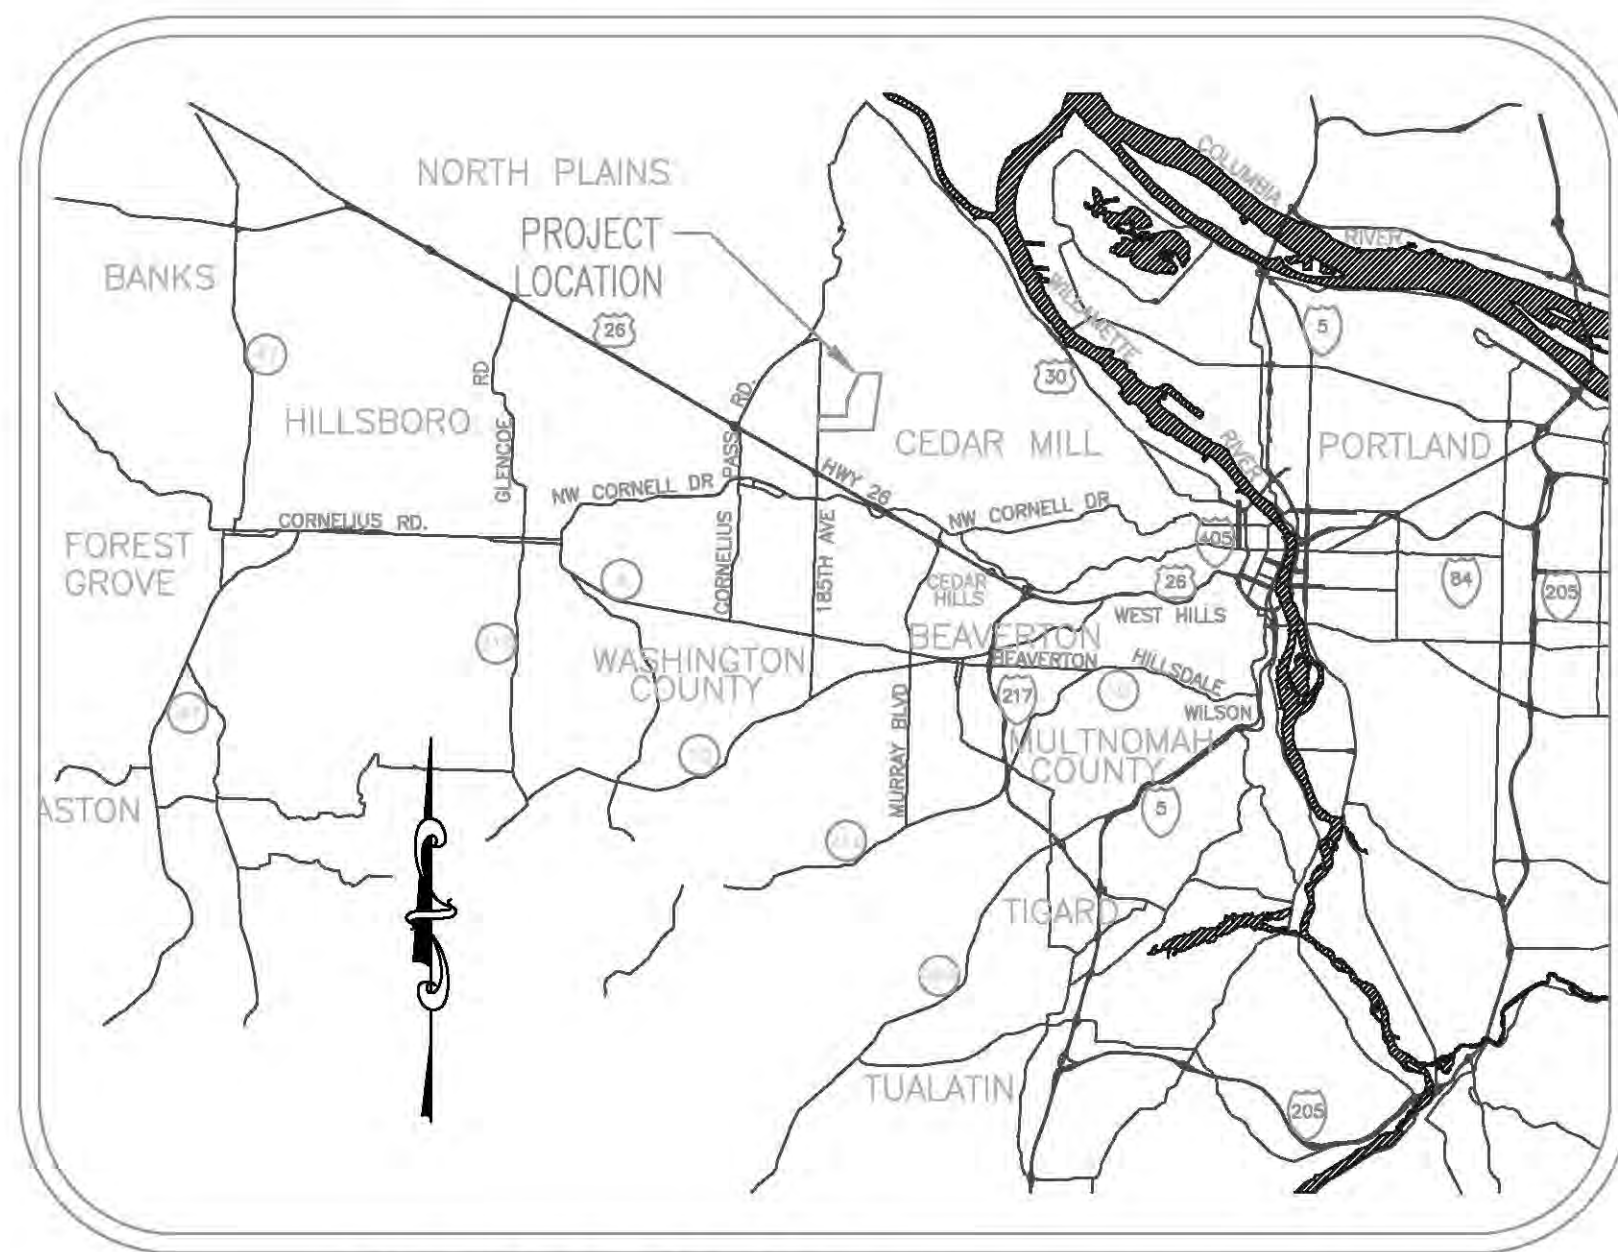 NORTH PLAINS
COLUMBIA
RIVER
PROJECT
LOCATION
BANKS
26
5
WILLAMETTE
RIVER
47
30
GLENCOE RD
HILLSBORO
CORNELIUS PASS RD.
CEDAR MILL
PORTLAND
HWY 26
NW CORNELL DR
NW CORNELL DR
CORNELIUS RD.
405
FOREST
GROVE
185TH AVE
8
CEDAR
HILLS
26
84
205
WEST HILLS
BEAVERTON
WASHINGTON
COUNTY
BEAVERTON
HILLSDALE
217
WILSON
47
MURRAY BLVD
MULTNOMAH
COUNTY
ASTON
5
TIGARD
TUALATIN
205